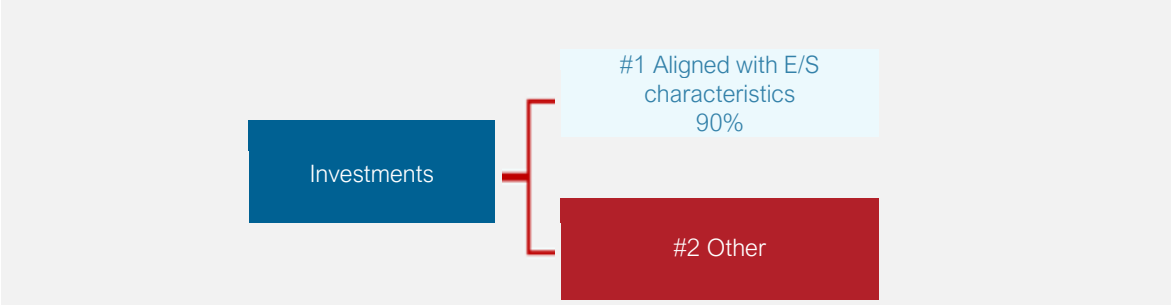 #1 Aligned with E/S
characteristics
90%
Investments
#2 Other